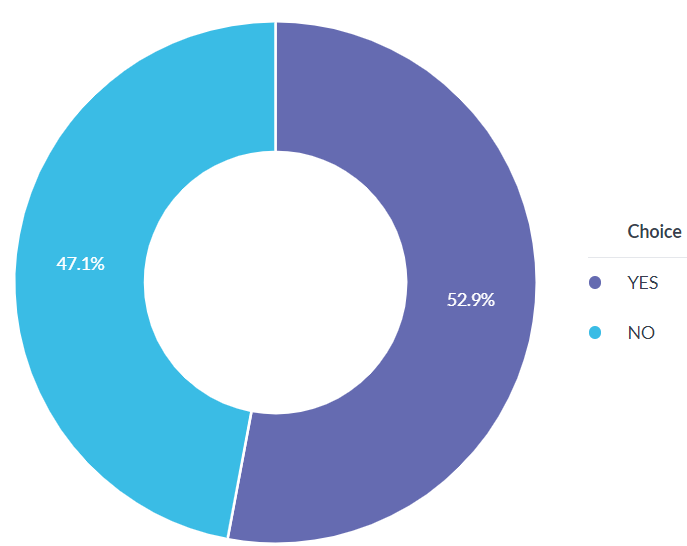 Choice
YES
NO
47.1%
52.9%